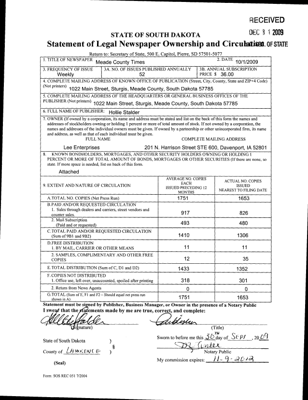 RECEIVED
DEC 31 2009
STATE OF SOUTH DAKOTA
Statement of Legal Newspaper Ownership and Circulation
OF STATE
Return to: Secretary of State, 500 E. Capitol, Pierre, SD 57501-5077
1. TITLE OF NEWSPAPER Meade County Times
2. DATE 10/1/2009
3. FREQUENCY OF ISSUE Weekly
3A. NO. OF ISSUES PUBLISHED ANNUALLY 52
3B. ANNUAL SUBSCRIPTION PRICE $ 36.00
4. COMPLETE MAILING ADDRESS OF KNOWN OFFICE OF PUBLICATION (Street, City, County, State and ZIP+4 Code)
(Not printers) 1022 Main Street, Sturgis, Meade County, South Dakota 57785
5. COMPLETE MAILING ADDRESS OF THE HEADQUARTERS OR GENERAL BUSINESS OFFICES OF THE
PUBLISHER (Not printers) 1022 Main Street, Sturgis, Meade County, South Dakota 57785
6. FULL NAME OF PUBLISHER: Hollie Stalder
7. OWNER (If owned by a corporation, its name and address must be stated and list on the back of this form the names and
addresses of stockholders owning or holding 1 percent or more of total amount of stock. If not owned by a corporation, the
names and addresses of the individual owners must be given. If owned by a partnership or other unincorporated firm, its name
and address, as well as that of each individual must be given.
FULL NAME
COMPLETE MAILING ADDRESS
Lee Enterprises
201 N. Harrison Street STE 600, Davenport, IA 52801
8. KNOWN BONDHOLDERS, MORTGAGEES, AND OTHER SECURITY HOLDERS OWNING OR HOLDING 1
PERCENT OR MORE OF TOTAL AMOUNT OF BONDS, MORTGAGES OR OTHER SECURITIES (If there are none, so
state. If more space is needed, list on back of this form.
Attached
9. EXTENT AND NATURE OF CIRCULATION
AVERAGE NO. COPIES EACH ISSUED PRECEDING 12 MONTHS
ACTUAL NO. COPIES ISSUED NEAREST TO FILING DATE
A. TOTAL NO. COPIES (Net Press Run) 1751 1653
B. PAID AND/OR REQUESTED CIRCULATION
1. Sales through dealers and carriers, street vendors and
counter sales. 917 826
2. Mail Subscription
(Paid and or requested) 493 480
C. TOTAL PAID AND/OR REQUESTED CIRCULATION
(Sum of 9B1 and 9B2) 1410 1306
D. FREE DISTRIBUTION
1. BY MAIL, CARRIER OR OTHER MEANS 11 11
2. SAMPLES, COMPLIMENTARY AND OTHER FREE
COPIES 12 35
E. TOTAL DISTRIBUTION (Sum of C, D1 and D2) 1433 1352
F. COPIES NOT DISTRIBUTED
1. Office use, left over, unaccounted, spoiled after printing 318 301
2. Return from News Agents 0 0
G. TOTAL (Sum of E, F1 and F2 - Should equal net press run
shown in A) 1751 1653
Statement must be signed by Publisher, Business Manager, or Owner in the presence of a Notary Public
I swear that the statements made by me are true, correct, and complete:
(Signature)
(Title)
State of South Dakota )
Sworn to before me this 30 day of Sept, 2009
County of Lawrence )
Notary Public
(Seal)
My commission expires: 11-9-2012